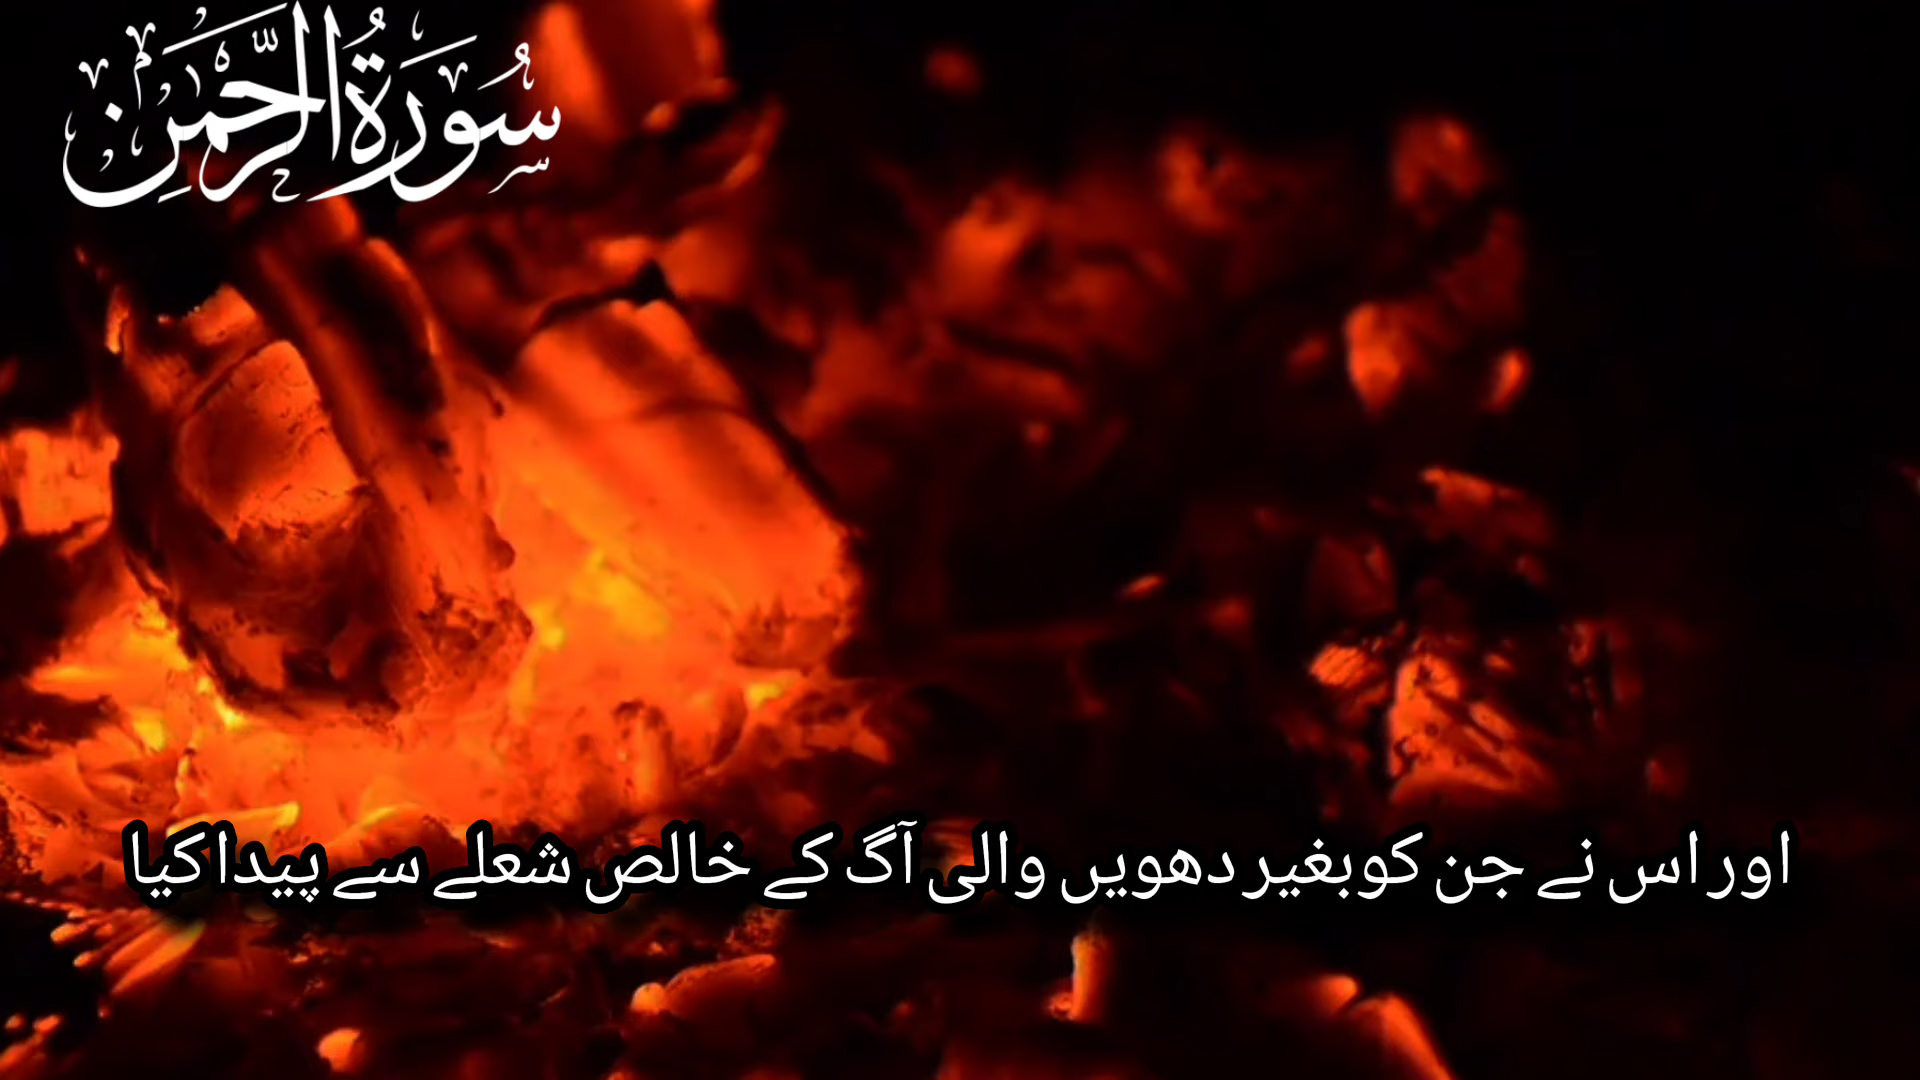 سُورَةُ الرَّحْمٰن
اور اس نے جن کو بغیر دھویں والی آگ کے خالص شعلے سے پیدا کیا